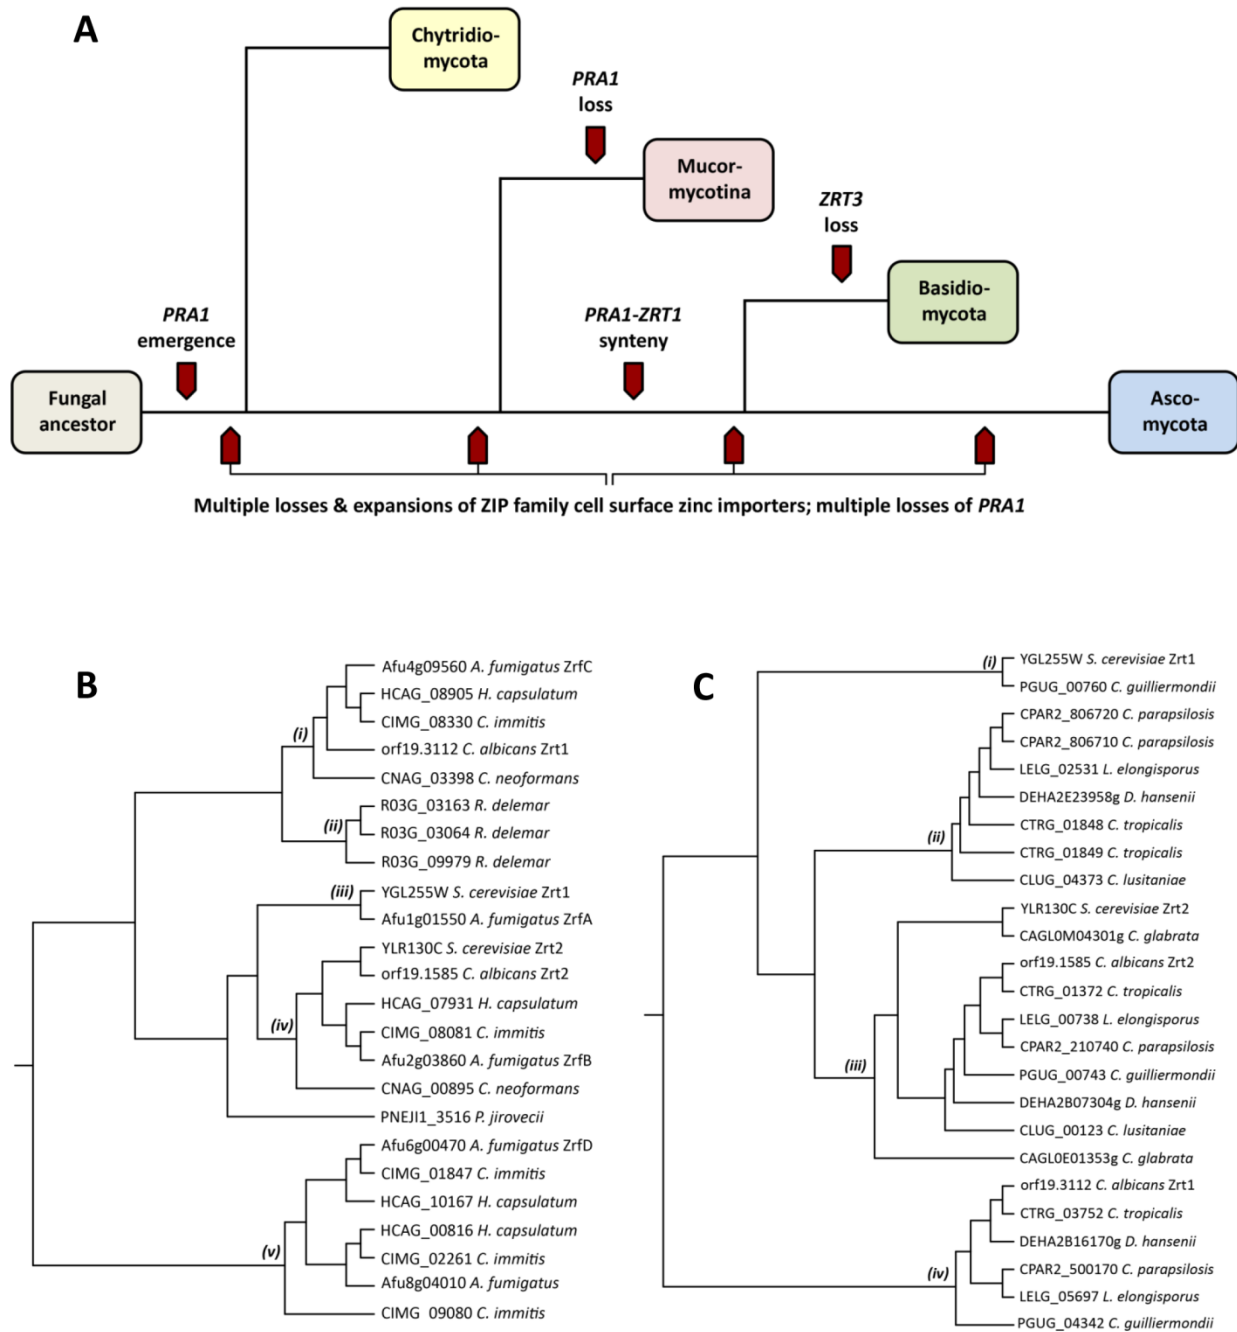 A
Chytridio-
mycota
PRA1
loss
Mucor-
mycotina
ZRT3
loss
Basidio-
mycota
PRA1
emergence
PRA1-ZRT1
synteny
Fungal
ancestor
Asco-
mycota
Multiple losses & expansions of ZIP family cell surface zinc importers; multiple losses of PRA1
B
Afu4g09560 A. fumigatus ZrfC
HCAG_08905 H. capsulatum
CIMG_08330 C. immitis
(i)
orf19.3112 C. albicans Zrt1
CNAG_03398 C. neoformans
R03G_03163 R. delemar
(ii)
R03G_03064 R. delemar
R03G_09979 R. delemar
(iii)
YGL255W S. cerevisiae Zrt1
Afu1g01550 A. fumigatus ZrfA
YLR130C S. cerevisiae Zrt2
orf19.1585 C. albicans Zrt2
HCAG_07931 H. capsulatum
(iv)
CIMG_08081 C. immitis
Afu2g03860 A. fumigatus ZrfB
CNAG_00895 C. neoformans
PNEJI1_3516 P. jirovecii
Afu6g00470 A. fumigatus ZrfD
CIMG_01847 C. immitis
HCAG_10167 H. capsulatum
HCAG_00816 H. capsulatum
(v)
CIMG_02261 C. immitis
Afu8g04010 A. fumigatus
CIMG_09080 C. immitis
C
(i)
YGL255W S. cerevisiae Zrt1
PGUG_00760 C. guilliermondii
CPAR2_806720 C. parapsilosis
CPAR2_806710 C. parapsilosis
LELG_02531 L. elongisporus
DEHA2E23958g D. hansenii
CTRG_01848 C. tropicalis
(ii)
CTRG_01849 C. tropicalis
CLUG_04373 C. lusitaniae
YLR130C S. cerevisiae Zrt2
CAGL0M04301g C. glabrata
orf19.1585 C. albicans Zrt2
CTRG_01372 C. tropicalis
LELG_00738 L. elongisporus
CPAR2_210740 C. parapsilosis
(iii)
PGUG_00743 C. guilliermondii
DEHA2B07304g D. hansenii
CLUG_00123 C. lusitaniae
CAGL0E01353g C. glabrata
orf19.3112 C. albicans Zrt1
CTRG_03752 C. tropicalis
DEHA2B16170g D. hansenii
(iv)
CPAR2_500170 C. parapsilosis
LELG_05697 L. elongisporus
PGUG_04342 C. guilliermondii